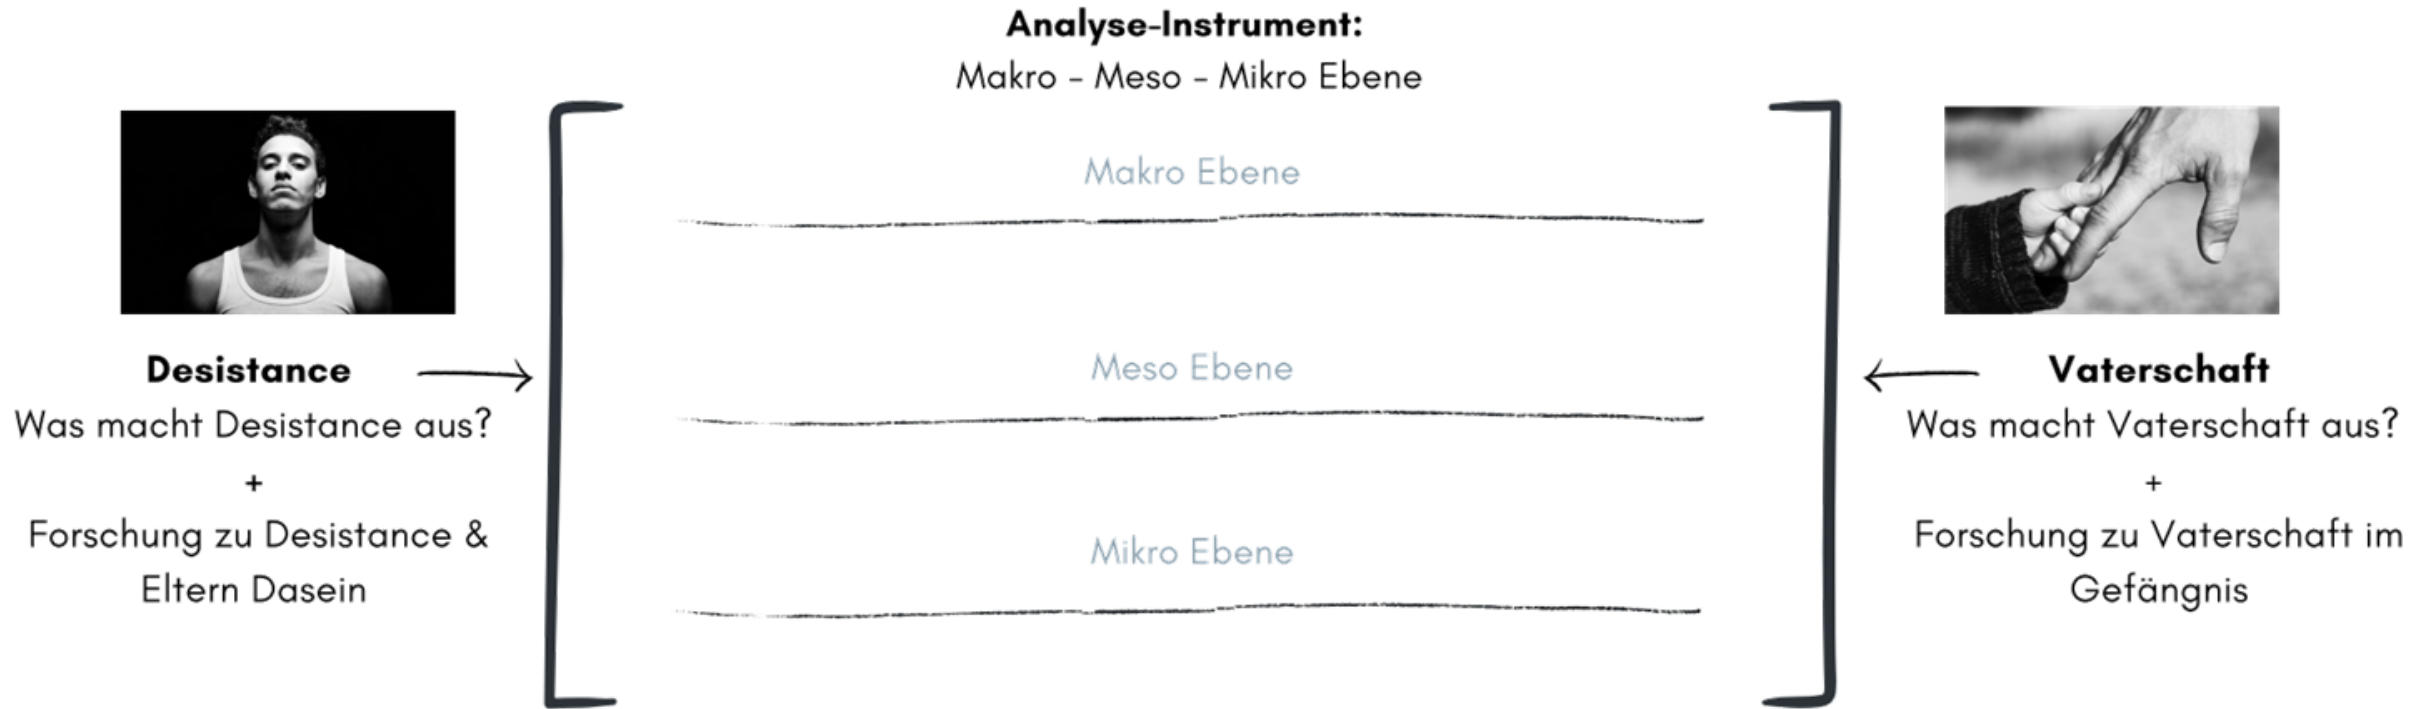 Analyse-Instrument:
Makro - Meso - Mikro Ebene
Desistance
Was macht Desistance aus?
+
Forschung zu Desistance &
Eltern Dasein
Makro Ebene
Meso Ebene
Mikro Ebene
Vaterschaft
Was macht Vaterschaft aus?
+
Forschung zu Vaterschaft im
Gefängnis